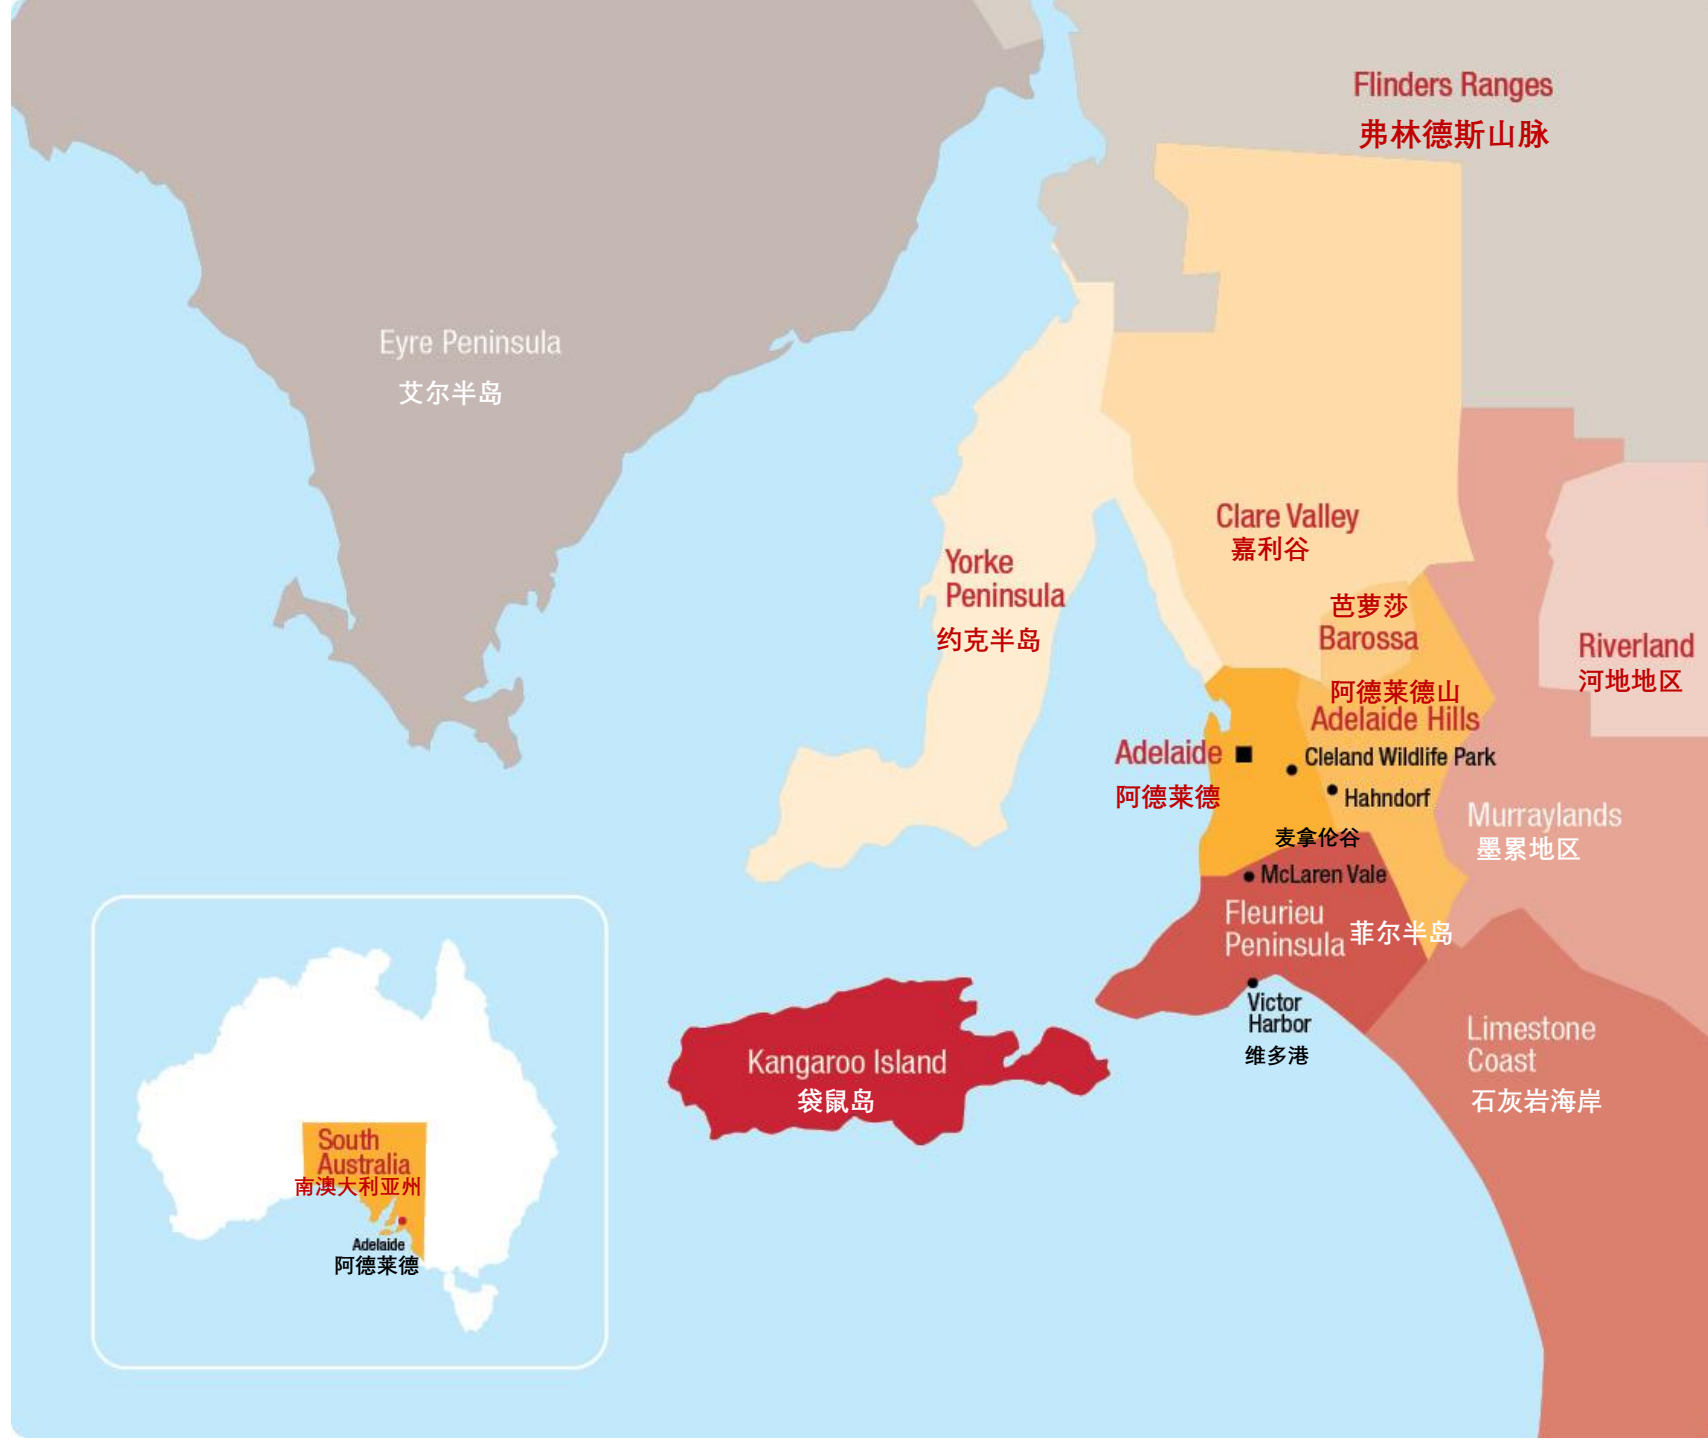 Flinders Ranges
弗林德斯山脉
Eyre Peninsula
艾尔半岛
Clare Valley
嘉利谷
Yorke
Peninsula
约克半岛
芭萝莎
Barossa
Riverland
河地地区
阿德莱德山
Adelaide Hills
Adelaide
阿德莱德
Cleland Wildlife Park
Hahndorf
Murraylands
墨累地区
麦拿伦谷
McLaren Vale
Fleurieu
Peninsula
菲尔半岛
Victor
Harbor
维多港
Kangaroo Island
袋鼠岛
Limestone
Coast
石灰岩海岸
South
Australia
南澳大利亚州
Adelaide
阿德莱德